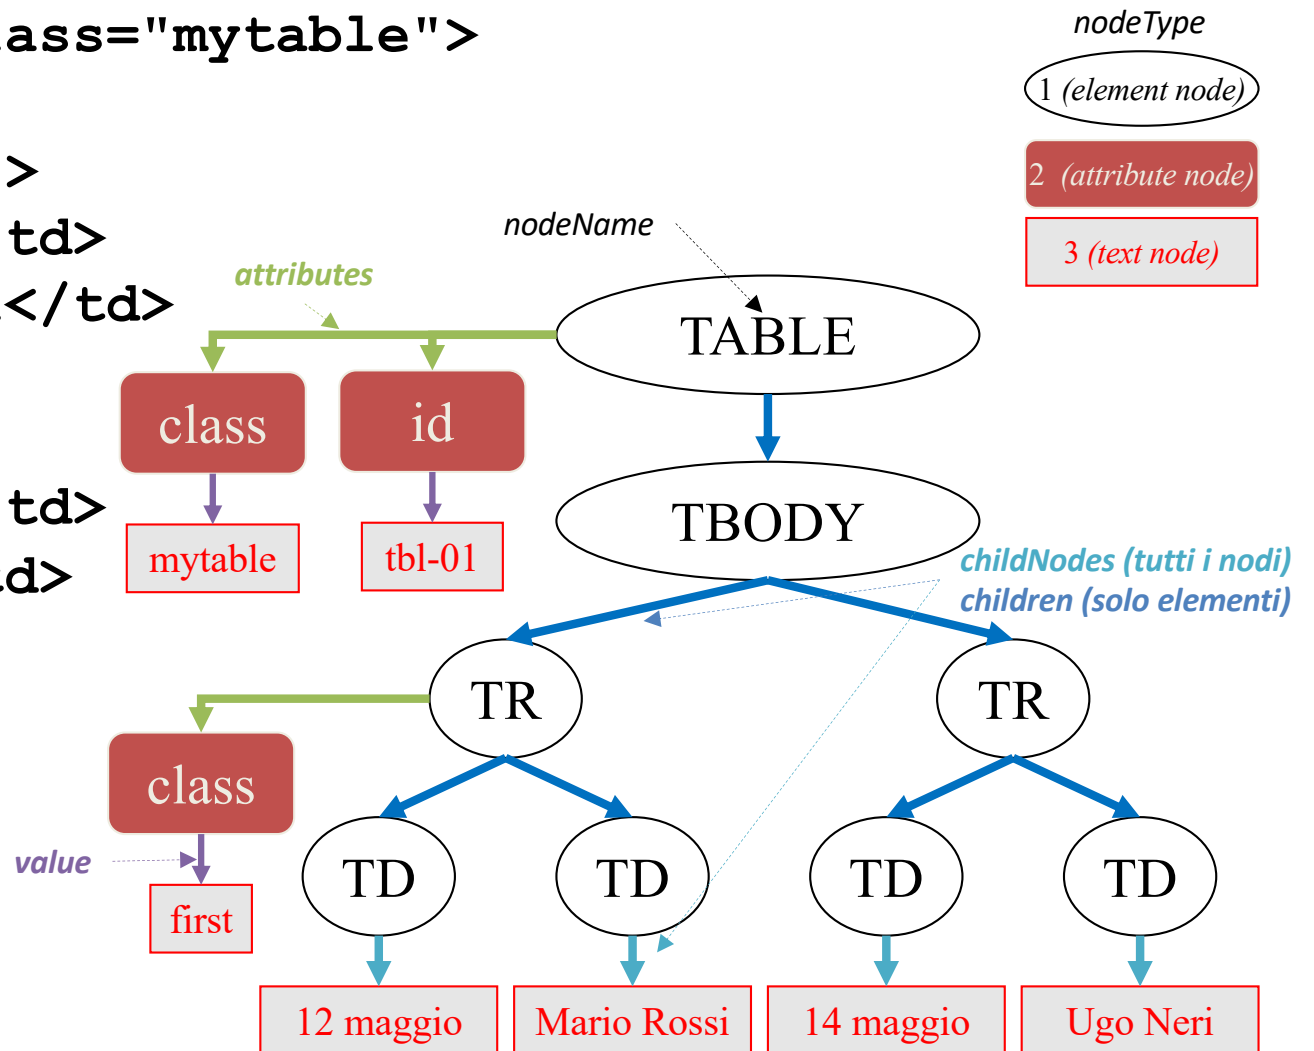 ass="mytable">
>
td>
</td>
td>
d>
nodeType
1 (element node)
2 (attribute node)
3 (text node)
nodeName
attributes
TABLE
class
id
mytable
tbl-01
TBODY
childNodes (tutti i nodi)
children (solo elementi)
TR
TR
class
value
first
TD
TD
TD
TD
12 maggio
Mario Rossi
14 maggio
Ugo Neri